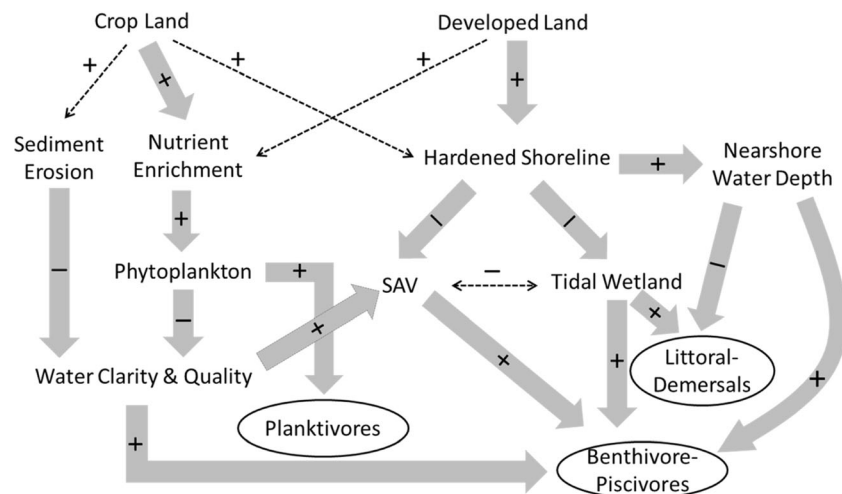 Crop Land
Developed Land
+
+
+
+
+
Sediment
Erosion
Nutrient
Enrichment
Hardened Shoreline
+
Nearshore
Water Depth
+
−
−
−
Phytoplankton
+
SAV
−
Tidal Wetland
−
−
+
+
+
+
Littoral-
Demersals
+
Water Clarity & Quality
+
Planktivores
Benthivore-
Piscivores